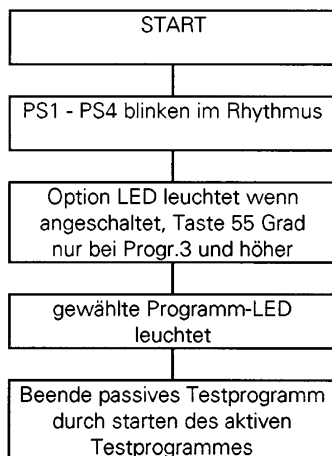 START
PS1 - PS4 blinken im Rhythmus
Option LED leuchtet wenn
angeschaltet, Taste 55 Grad
nur bei Progr.3 und höher
gewählte Programm-LED
leuchtet
Beende passives Testprogramm
durch starten des aktiven
Testprogrammes